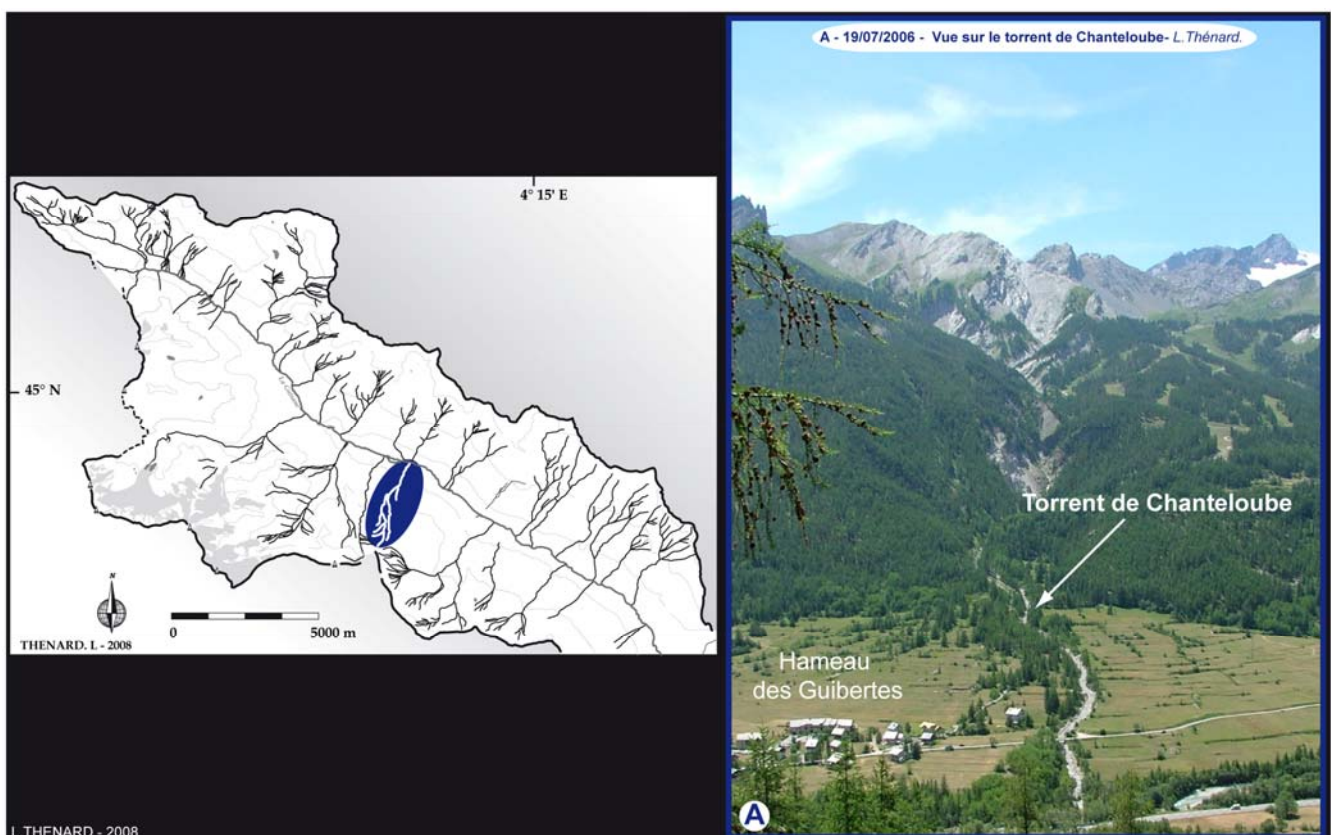 A - 19/07/2006 - Vue sur le torrent de Chanteloube- L.Thénard.
4° 15' E
45° N
N
0
5000 m
THENARD. L - 2008
Torrent de Chanteloube
Hameau
des Guibertes
A
L THENARD - 2008